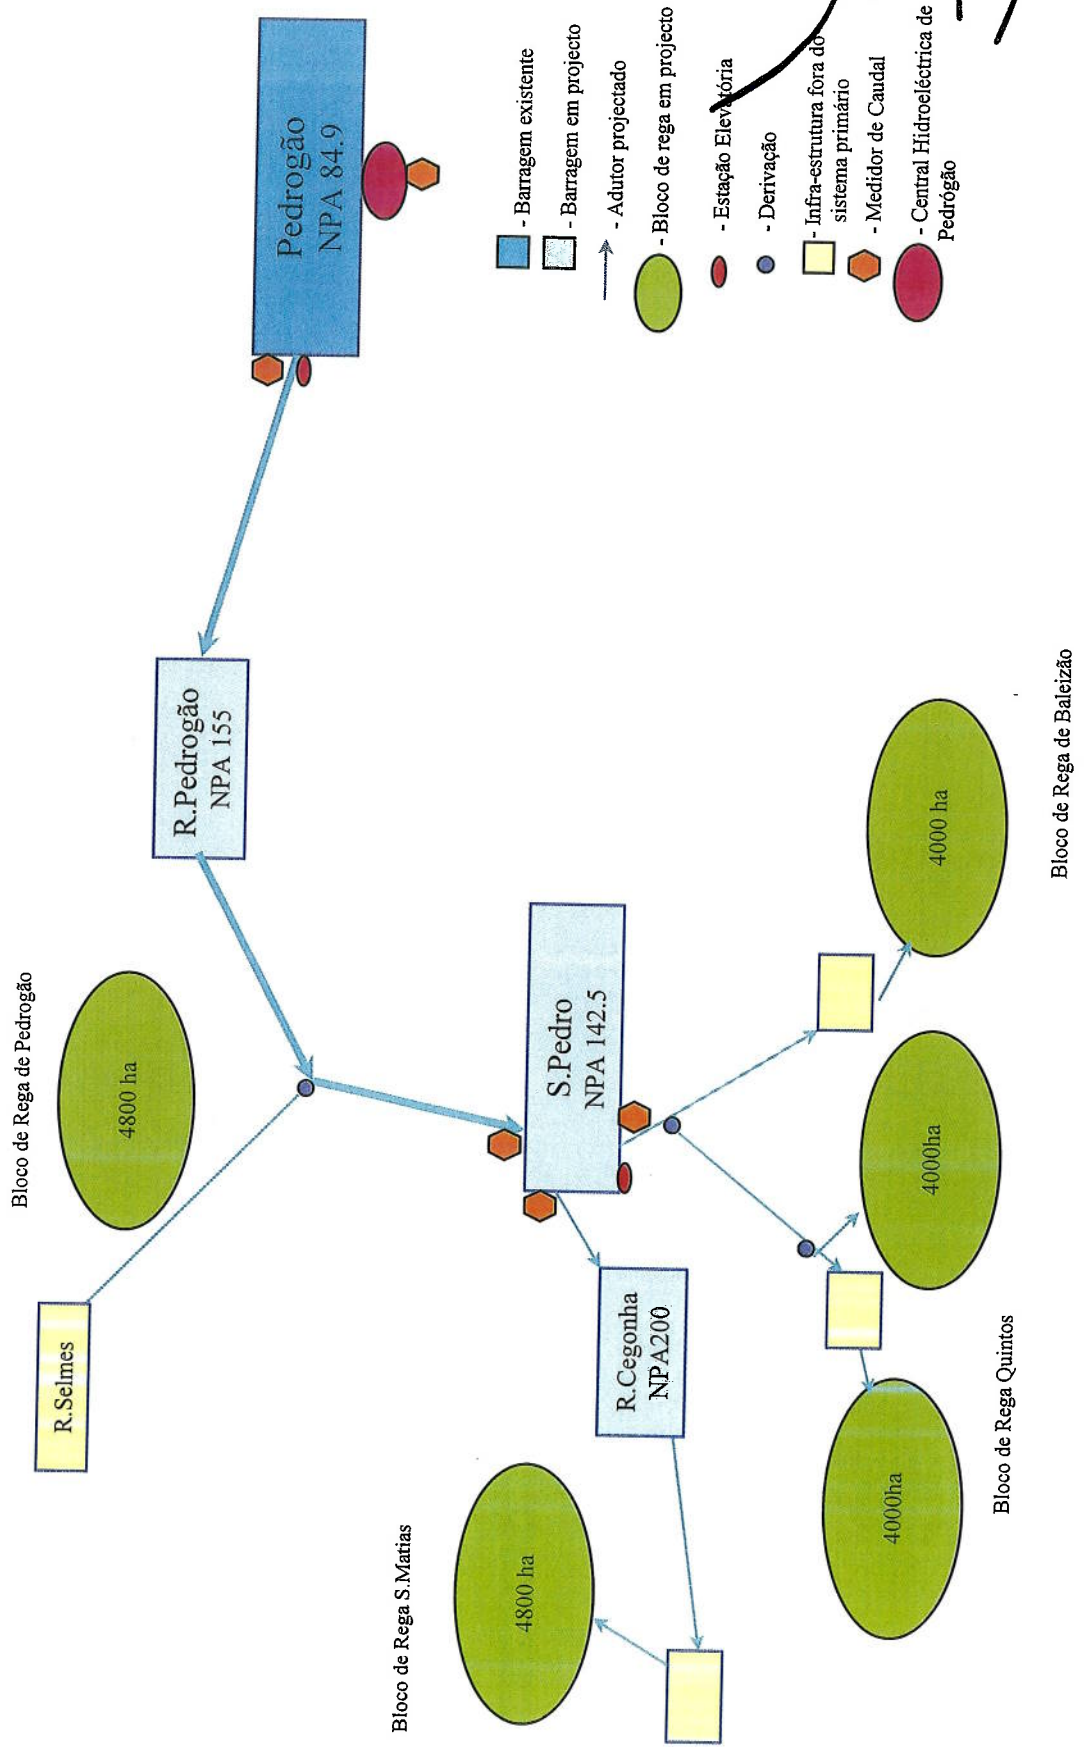 Bloco de Rega de Pedrogão
4800 ha
R.Selmes
R.Pedrogão
NPA 155
Pedrogão
NPA 84.9
Bloco de Rega S.Matias
4800 ha
R.Cegonha
NPA200
S.Pedro
NPA 142.5
4000ha
Bloco de Rega Quintos
4000ha
4000 ha
Bloco de Rega de Baleizão
- Barragem existente
- Barragem em projecto
- Adutor projectado
- Bloco de rega em projecto
- Estação Elevatória
- Derivação
- Infra-estrutura fora do
sistema primário
- Medidor de Caudal
- Central Hidroeléctrica de
Pedrógão